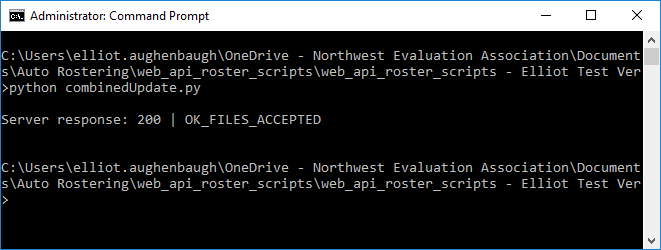 Administrator: Command Prompt
C:\Users\elliot.aughenbaugh\OneDrive - Northwest Evaluation Association\Document
s\Auto Rostering\web_api_roster_scripts\web_api_roster_scripts - Elliot Test Ver
>python combinedUpdate.py
Server response: 200 | OK_FILES_ACCEPTED
C:\Users\elliot.aughenbaugh\OneDrive - Northwest Evaluation Association\Document
s\Auto Rostering\web_api_roster_scripts\web_api_roster_scripts - Elliot Test Ver
>